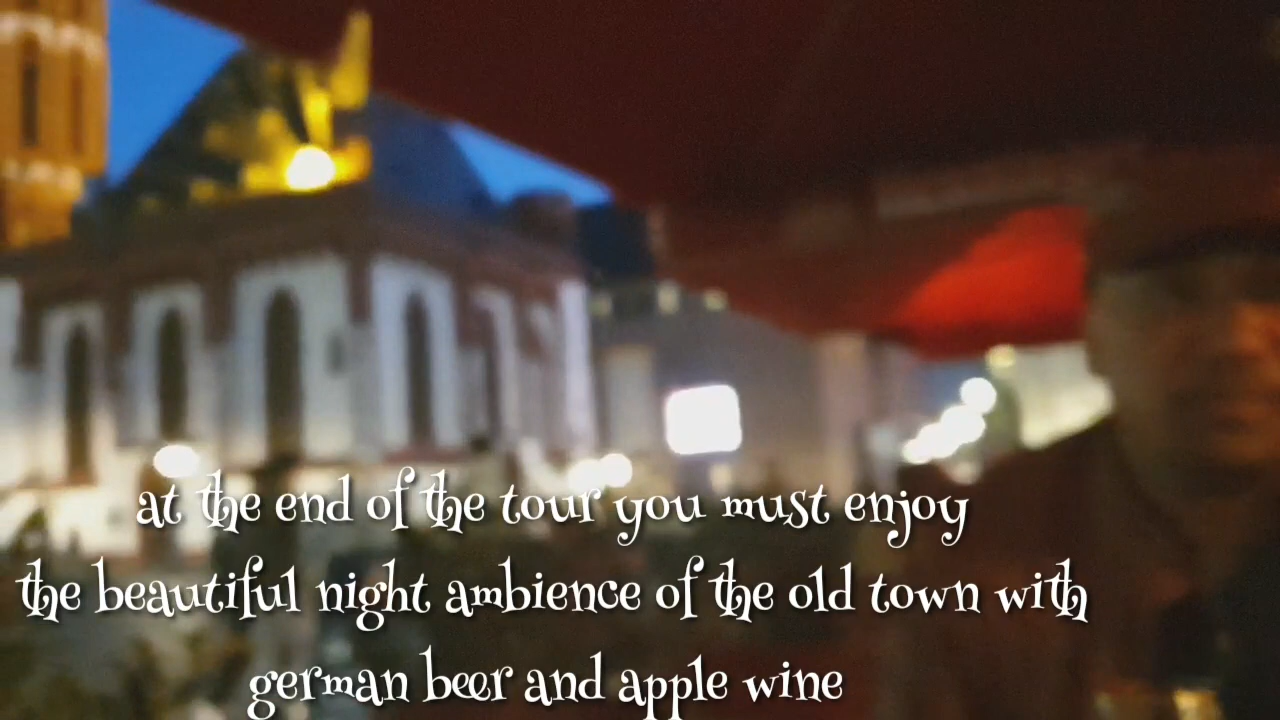 at the end of the tour you must enjoy
the beautiful night ambience of the old town with
german beer and apple wine